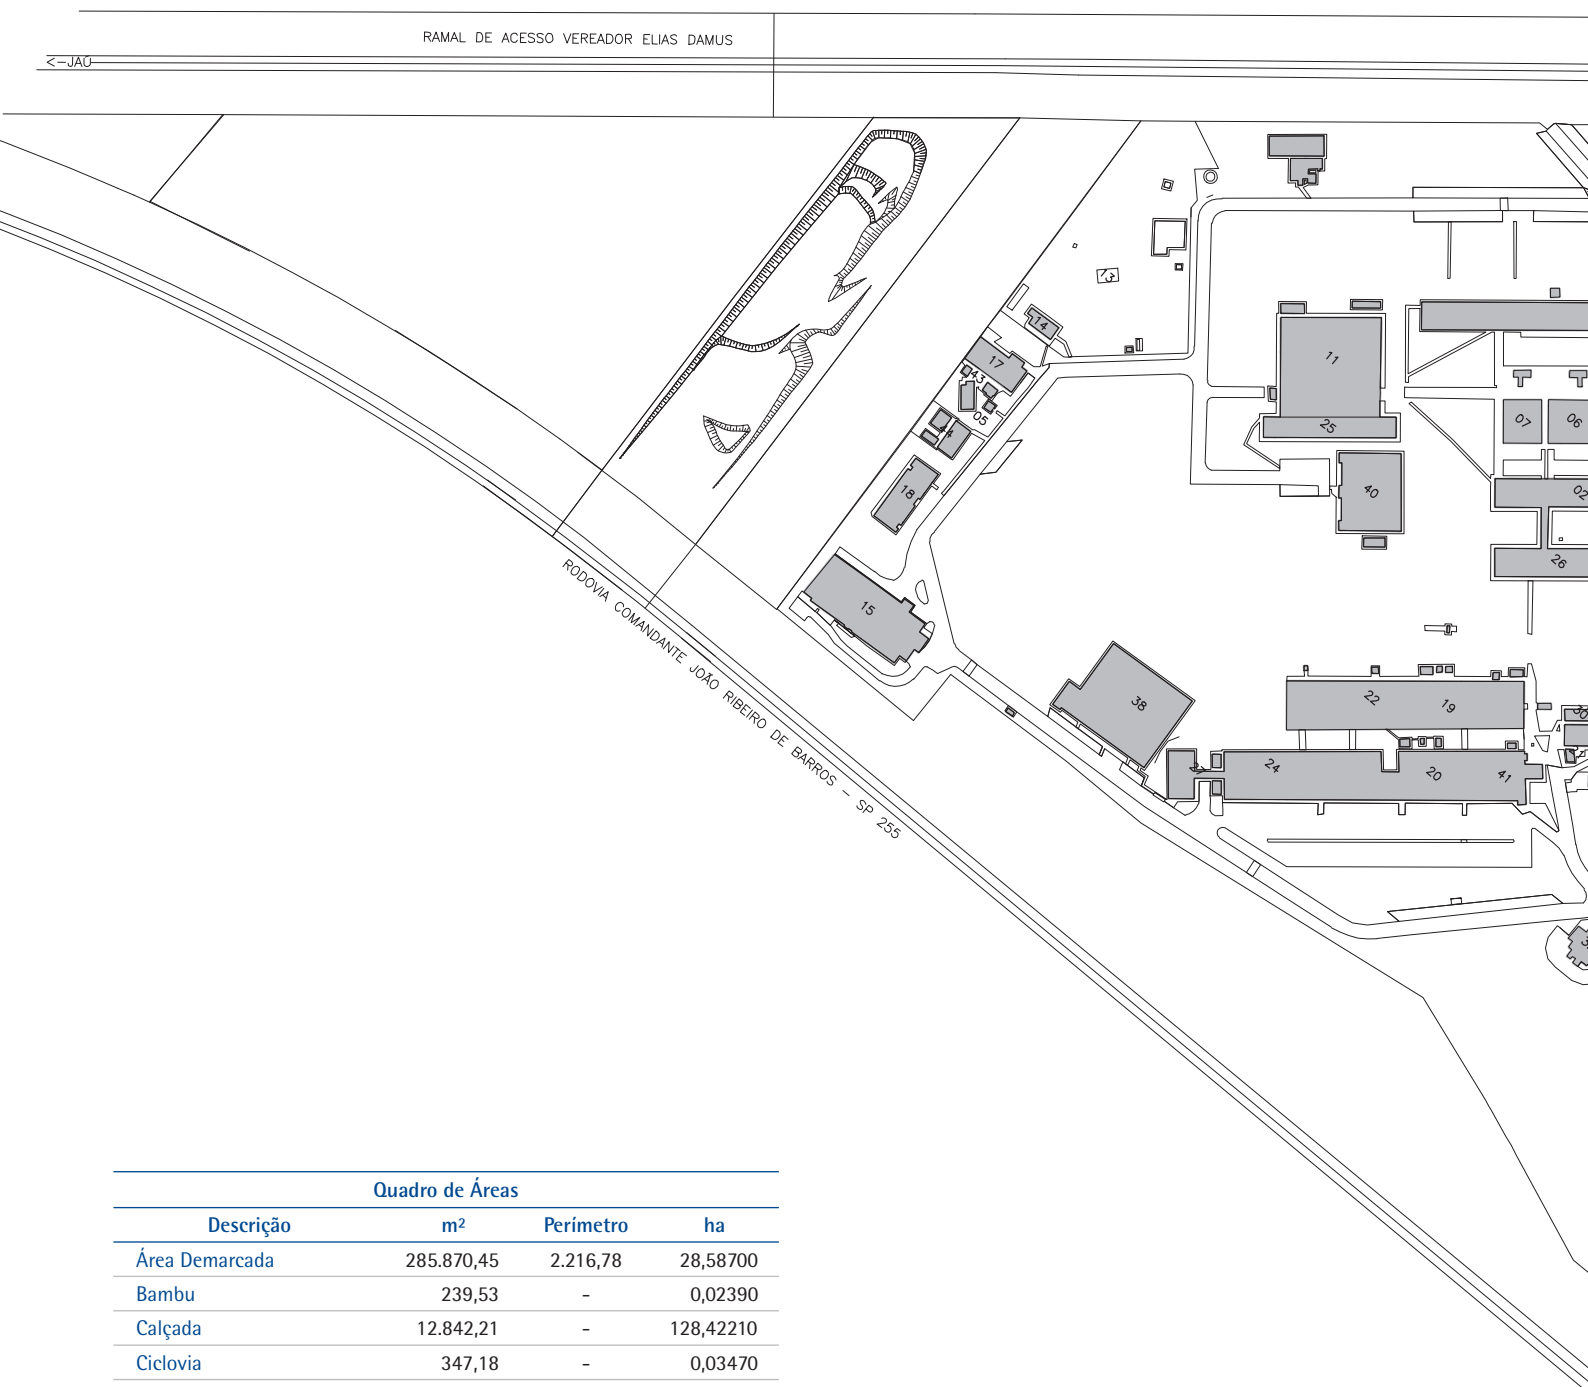 RAMAL DE ACESSO VEREADOR ELIAS DAMUS
<-JAÚ
13
14
11
17
43
05
07
06
25
44
18
40
02
26
15
RODOVIA COMANDANTE JOÃO RIBEIRO DE BARROS - SP 255
38
22
19
24
20
41
Quadro de Áreas
Descrição m² Perímetro ha
Área Demarcada 285.870,45 2.216,78 28,58700
Bambu 239,53 - 0,02390
Calçada 12.842,21 - 128,42210
Ciclovia 347,18 - 0,03470